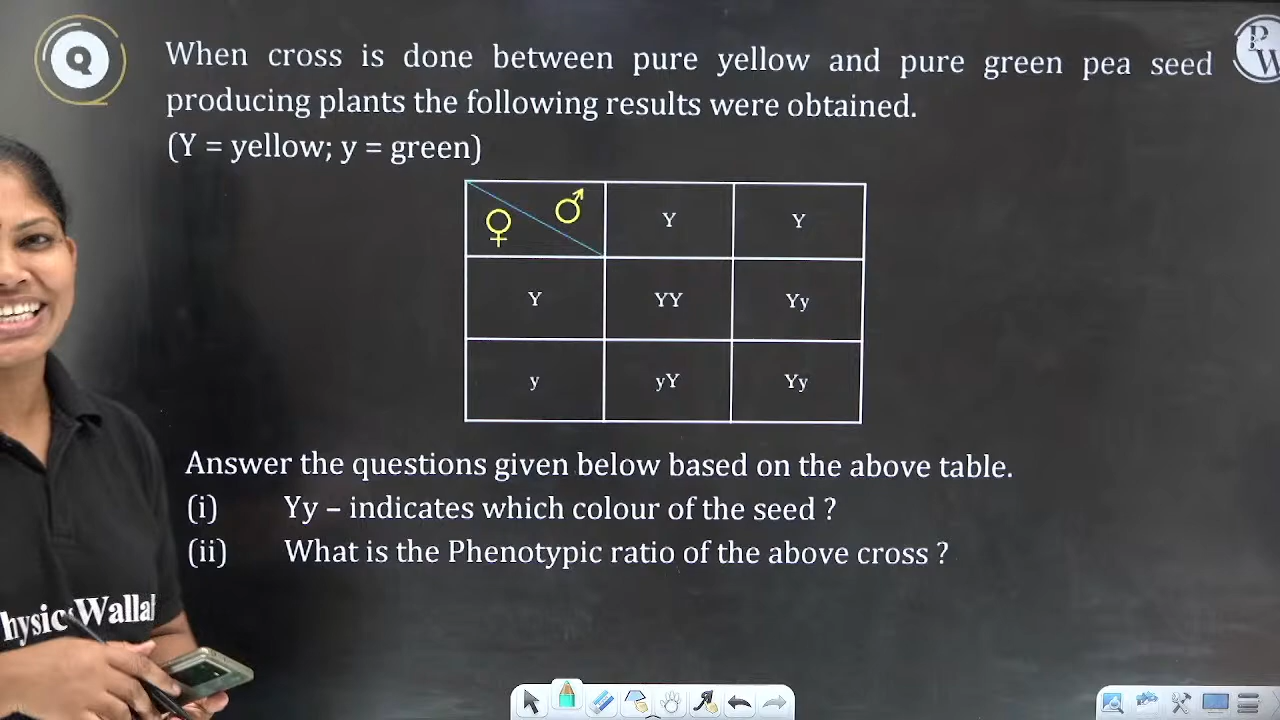 Q
When cross is done between pure yellow and pure green pea seed
producing plants the following results were obtained.
(Y = yellow; y = green)
♀ ♂ Y Y
Y YY Yy
y yY Yy
Answer the questions given below based on the above table.
(i) Yy – indicates which colour of the seed ?
(ii) What is the Phenotypic ratio of the above cross ?
hysics Wallah
P
W